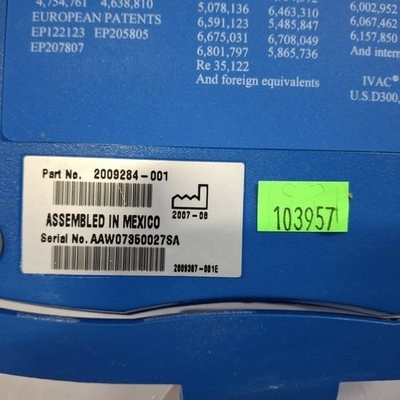 4,754,761 4,638,810
EUROPEAN PATENTS
EP122123 EP205805
EP207807
5,078,136 6,463,310
6,591,123 5,485,847
6,675,031 6,708,049
6,801,797 5,865,736
Re 35,122
And foreign equivalents
6,002,952
6,067,462
6,157,850
And intern
IVAC®
U.S.D300,
Part No. 2009284-001
2007-08
ASSEMBLED IN MEXICO
Serial No. AAW07350027SA
2009307-001E
103957